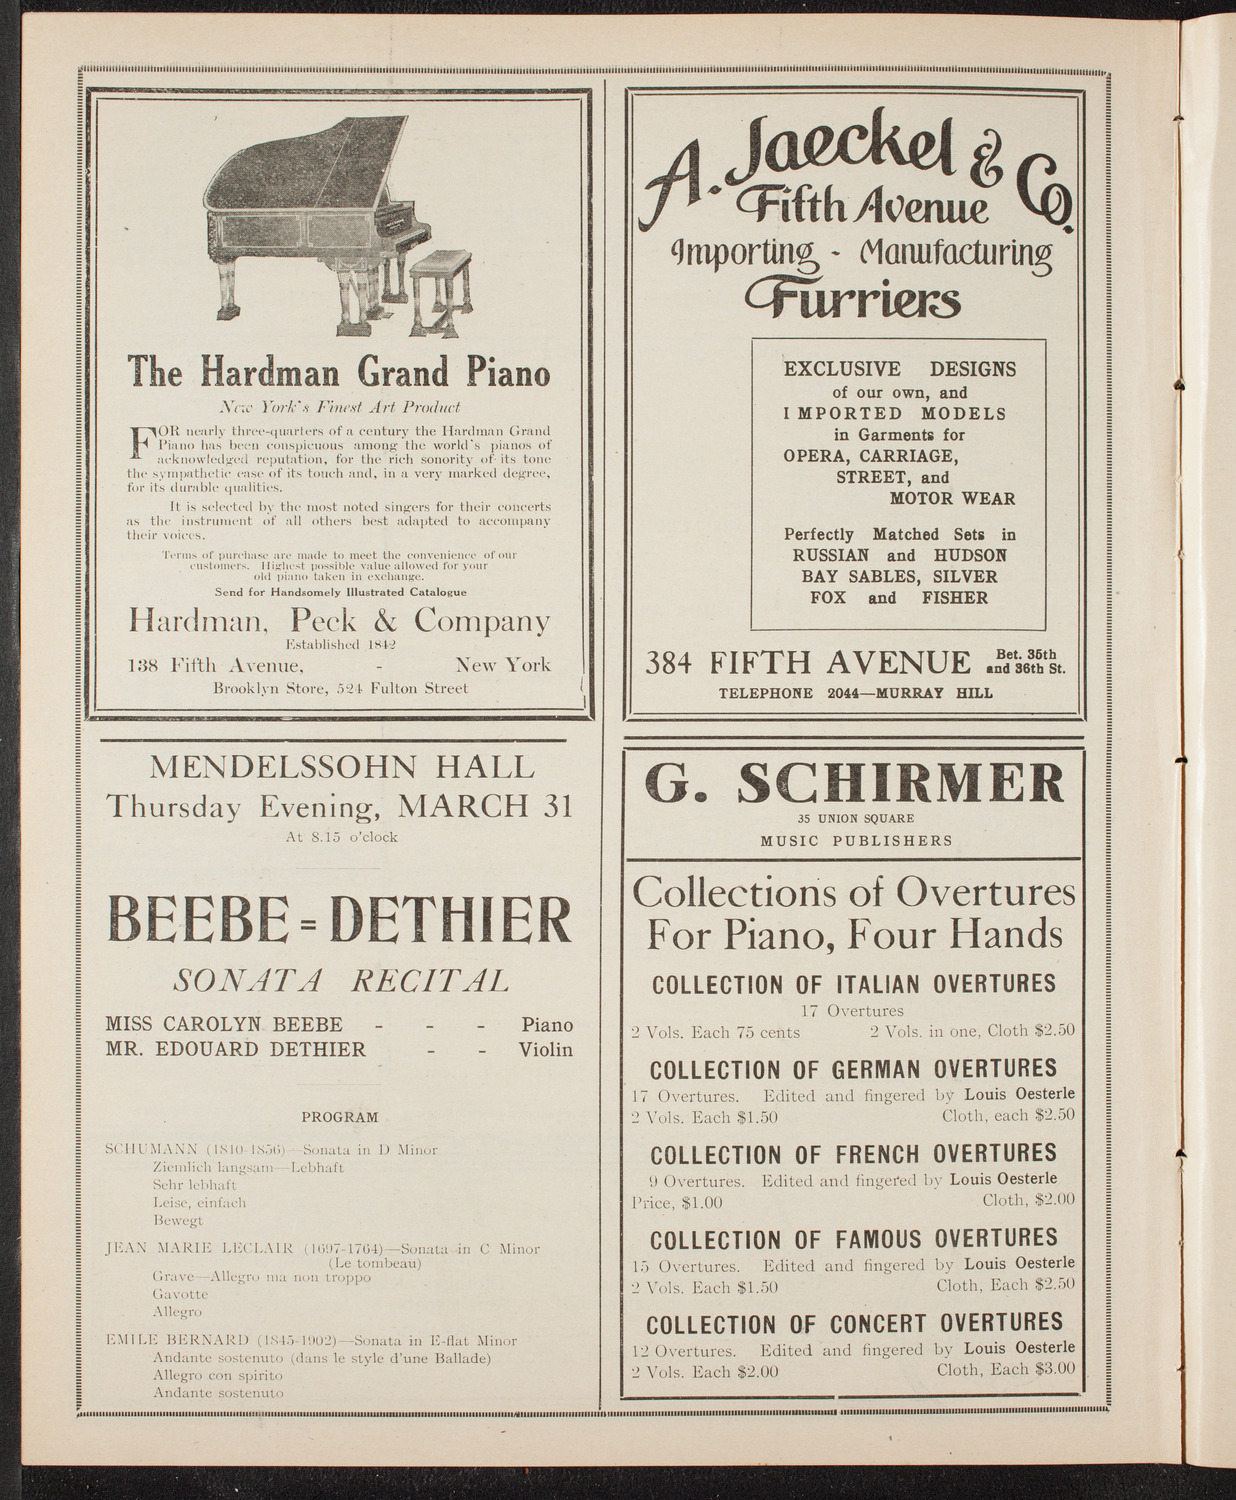 The Hardman Grand Piano
New York's Finest Art Product
FOR nearly three-quarters of a century the Hardman Grand
Piano has been conspicuous among the world's pianos of
acknowledged reputation, for the rich sonority of its tone
the sympathetic ease of its touch and, in a very marked degree,
for its durable qualities.
It is selected by the most noted singers for their concerts
as the instrument of all others best adapted to accompany
their voices.
Terms of purchase are made to meet the convenience of our
customers. Highest possible value allowed for your
old piano taken in exchange.
Send for Handsomely Illustrated Catalogue
Hardman, Peck & Company
Established 1842
138 Fifth Avenue, - New York
Brooklyn Store, 524 Fulton Street
MENDELSSOHN HALL
Thursday Evening, MARCH 31
At 8.15 o'clock
BEEBE=DETHIER
SONATA RECITAL
MISS CAROLYN BEEBE - - - Piano
MR. EDOUARD DETHIER - - Violin
PROGRAM
SCHUMANN (1810-1856)—Sonata in D Minor
Ziemlich langsam—Lebhaft
Sehr lebhaft
Leise, einfach
Bewegt
JEAN MARIE LECLAIR (1697-1764)—Sonata in C Minor
(Le tombeau)
Grave—Allegro ma non troppo
Gavotte
Allegro
EMILE BERNARD (1845-1902)—Sonata in E-flat Minor
Andante sostenuto (dans le style d'une Ballade)
Allegro con spirito
Andante sostenuto
A. Jaeckel & Co.
Fifth Avenue
Importing - Manufacturing
Furriers
EXCLUSIVE DESIGNS
of our own, and
IMPORTED MODELS
in Garments for
OPERA, CARRIAGE,
STREET, and
MOTOR WEAR
Perfectly Matched Sets in
RUSSIAN and HUDSON
BAY SABLES, SILVER
FOX and FISHER
384 FIFTH AVENUE Bet. 35th
and 36th St.
TELEPHONE 2044—MURRAY HILL
G. SCHIRMER
35 UNION SQUARE
MUSIC PUBLISHERS
Collections of Overtures
For Piano, Four Hands
COLLECTION OF ITALIAN OVERTURES
17 Overtures
2 Vols. Each 75 cents 2 Vols. in one, Cloth $2.50
COLLECTION OF GERMAN OVERTURES
17 Overtures. Edited and fingered by Louis Oesterle
2 Vols. Each $1.50 Cloth, each $2.50
COLLECTION OF FRENCH OVERTURES
9 Overtures. Edited and fingered by Louis Oesterle
Price, $1.00 Cloth, $2.00
COLLECTION OF FAMOUS OVERTURES
15 Overtures. Edited and fingered by Louis Oesterle
2 Vols. Each $1.50 Cloth, Each $2.50
COLLECTION OF CONCERT OVERTURES
12 Overtures. Edited and fingered by Louis Oesterle
2 Vols. Each $2.00 Cloth, Each $3.00